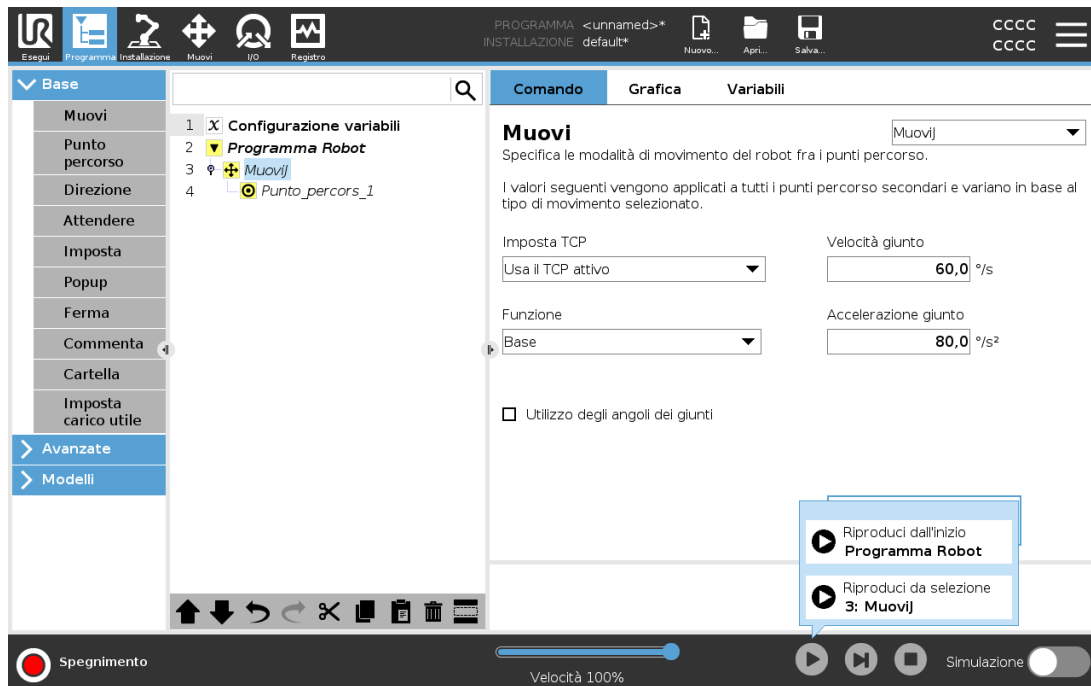 UR
PROGRAMMA <unnamed>*
INSTALLAZIONE default*
CCCC
CCCC
Esegui Programma Installazione Muovi I/O Registro Nuovo... Apri... Salva...
Base
Muovi
Punto
percorso
Direzione
Attendere
Imposta
Popup
Ferma
Commenta
Cartella
Imposta
carico utile
Avanzate
Modelli
1 X Configurazione variabili
2 Programma Robot
3 MuoviJ
4 Punto_percors_1
Comando Grafica Variabili
Muovi
MuoviJ
Specifica le modalità di movimento del robot fra i punti percorso.
I valori seguenti vengono applicati a tutti i punti percorso secondari e variano in base al
tipo di movimento selezionato.
Imposta TCP
Usa il TCP attivo
Velocità giunto
60,0 °/s
Funzione
Base
Accelerazione giunto
80,0 °/s²
Utilizzo degli angoli dei giunti
Riproduci dall'inizio
Programma Robot
Riproduci da selezione
3: MuoviJ
Spegnimento
Velocità 100%
Simulazione